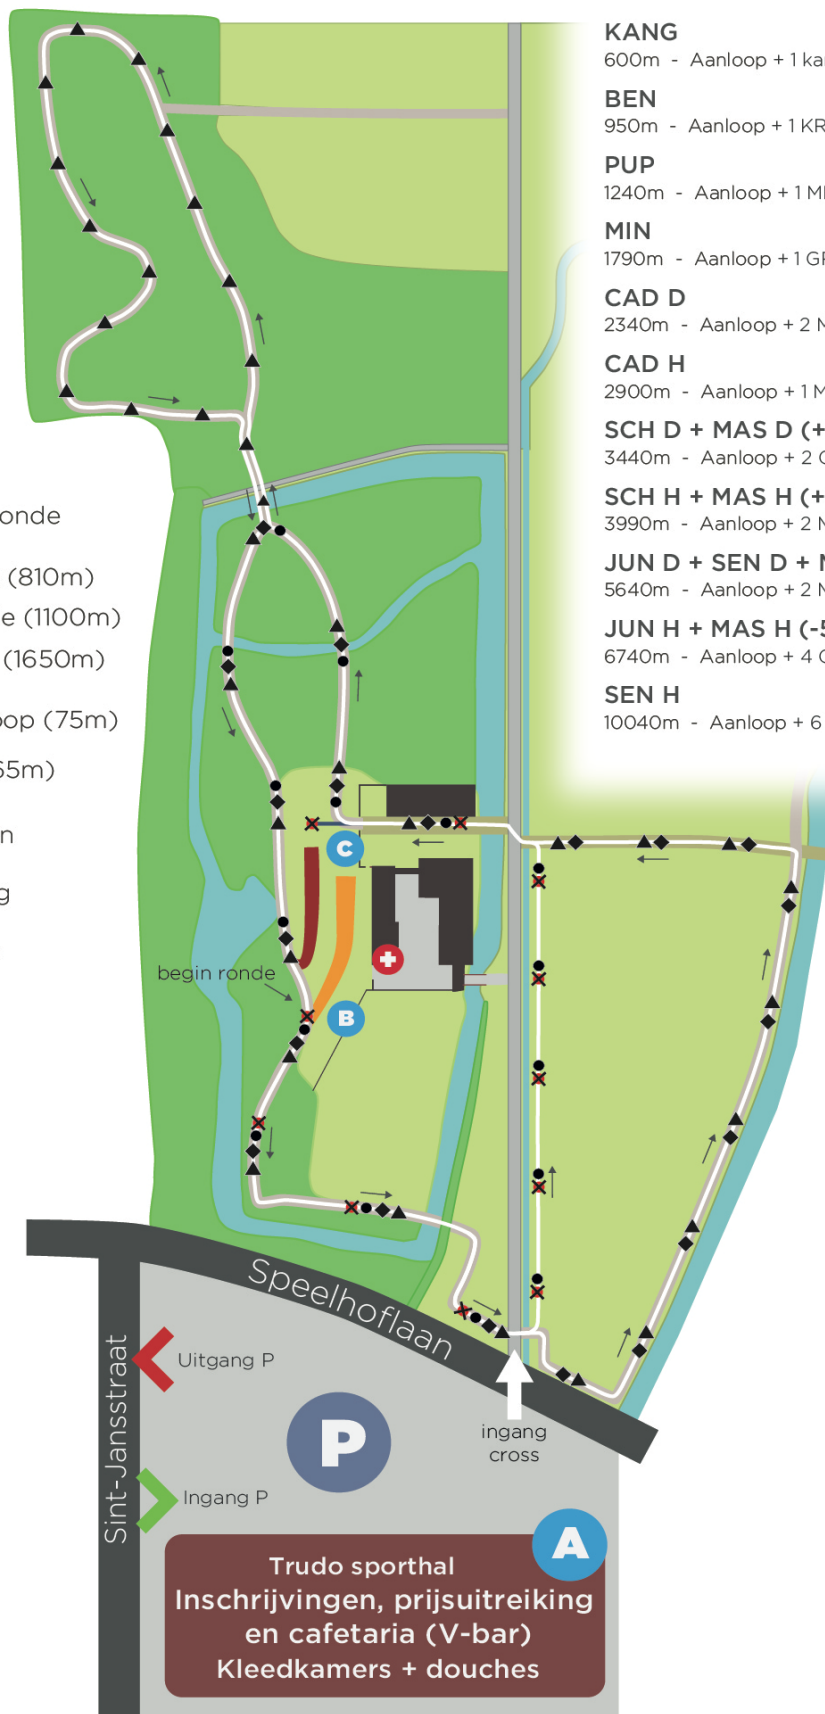 KANG
600m - Aanloop + 1
BEN
950m - Aanloop + 1
PUP
1240m - Aanloop + 1
MIN
1790m - Aanloop + 1
CAD D
2340m - Aanloop + 2
CAD H
2900m - Aanloop + 1
SCH D + MAS D (+
3440m - Aanloop + 2
SCH H + MAS H (+
3990m - Aanloop + 2
JUN D + SEN D +
5640m - Aanloop + 2
JUN H + MAS H (-5
6740m - Aanloop + 4
SEN H
10040m - Aanloop + 6
onde
(810m)
e (1100m)
(1650m)
oop (75m)
65m)
n
g
C
begin ronde
B
Speelhoflaan
Sint-Jansstraat
Uitgang P
P
ingang
cross
Ingang P
A
Trudo sporthal
Inschrijvingen, prijsuitreiking
en cafetaria (V-bar)
Kleedkamers + douches